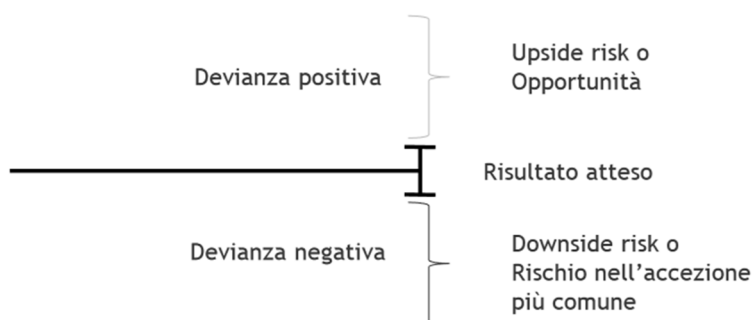 Devianza positiva
Upside risk o
Opportunità
Risultato atteso
Devianza negativa
Downside risk o
Rischio nell'accezione
più comune